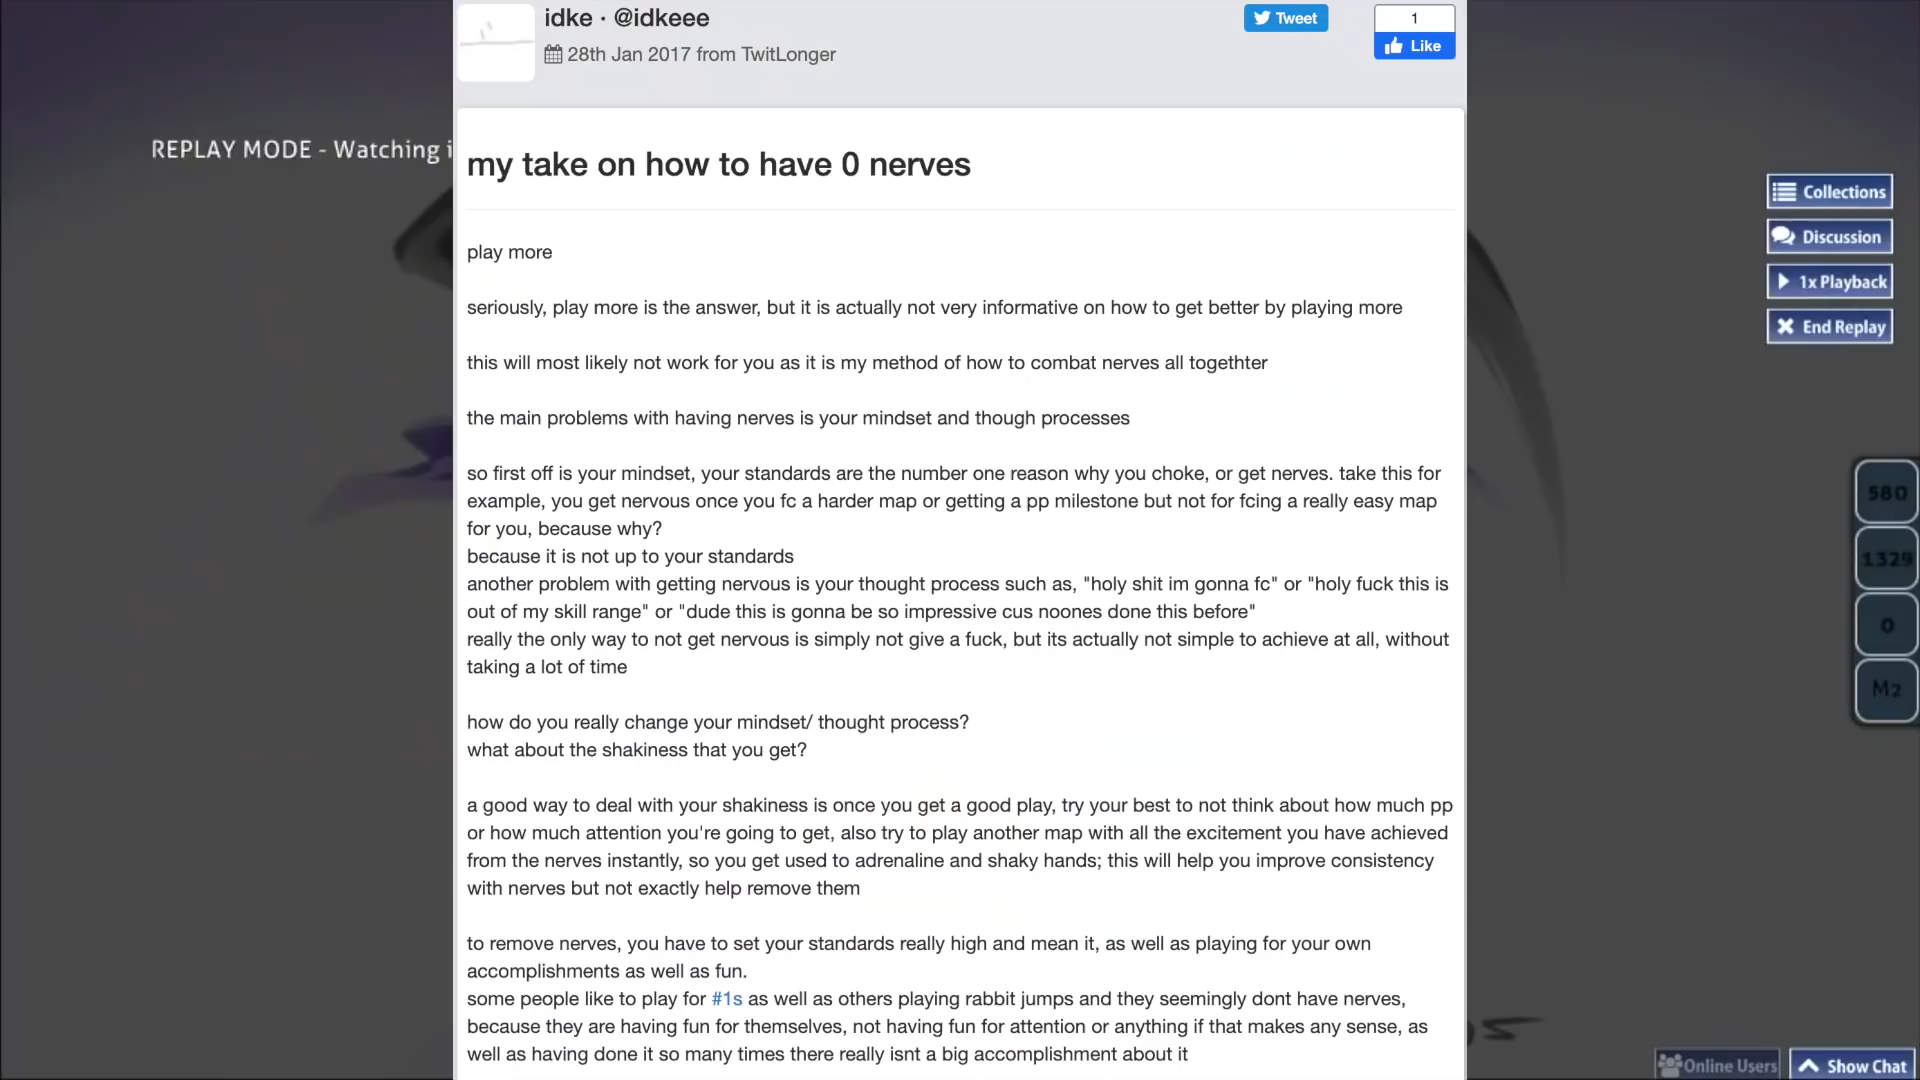 idke · @idkeee
28th Jan 2017 from TwitLonger
Tweet
1
Like
REPLAY MODE - Watching i
my take on how to have 0 nerves
Collections
Discussion
1x Playback
End Replay
play more
seriously, play more is the answer, but it is actually not very informative on how to get better by playing more
this will most likely not work for you as it is my method of how to combat nerves all togethter
the main problems with having nerves is your mindset and though processes
so first off is your mindset, your standards are the number one reason why you choke, or get nerves. take this for
example, you get nervous once you fc a harder map or getting a pp milestone but not for fcing a really easy map
for you, because why?
because it is not up to your standards
another problem with getting nervous is your thought process such as, "holy shit im gonna fc" or "holy fuck this is
out of my skill range" or "dude this is gonna be so impressive cus noones done this before"
really the only way to not get nervous is simply not give a fuck, but its actually not simple to achieve at all, without
taking a lot of time
580
1329
0
M2
how do you really change your mindset/ thought process?
what about the shakiness that you get?
a good way to deal with your shakiness is once you get a good play, try your best to not think about how much pp
or how much attention you're going to get, also try to play another map with all the excitement you have achieved
from the nerves instantly, so you get used to adrenaline and shaky hands; this will help you improve consistency
with nerves but not exactly help remove them
to remove nerves, you have to set your standards really high and mean it, as well as playing for your own
accomplishments as well as fun.
some people like to play for #1s as well as others playing rabbit jumps and they seemingly dont have nerves,
because they are having fun for themselves, not having fun for attention or anything if that makes any sense, as
well as having done it so many times there really isnt a big accomplishment about it
Online Users
Show Chat